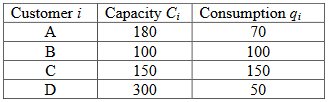 Customer i Capacity Cᵢ Consumption qᵢ
A 180 70
B 100 100
C 150 150
D 300 50